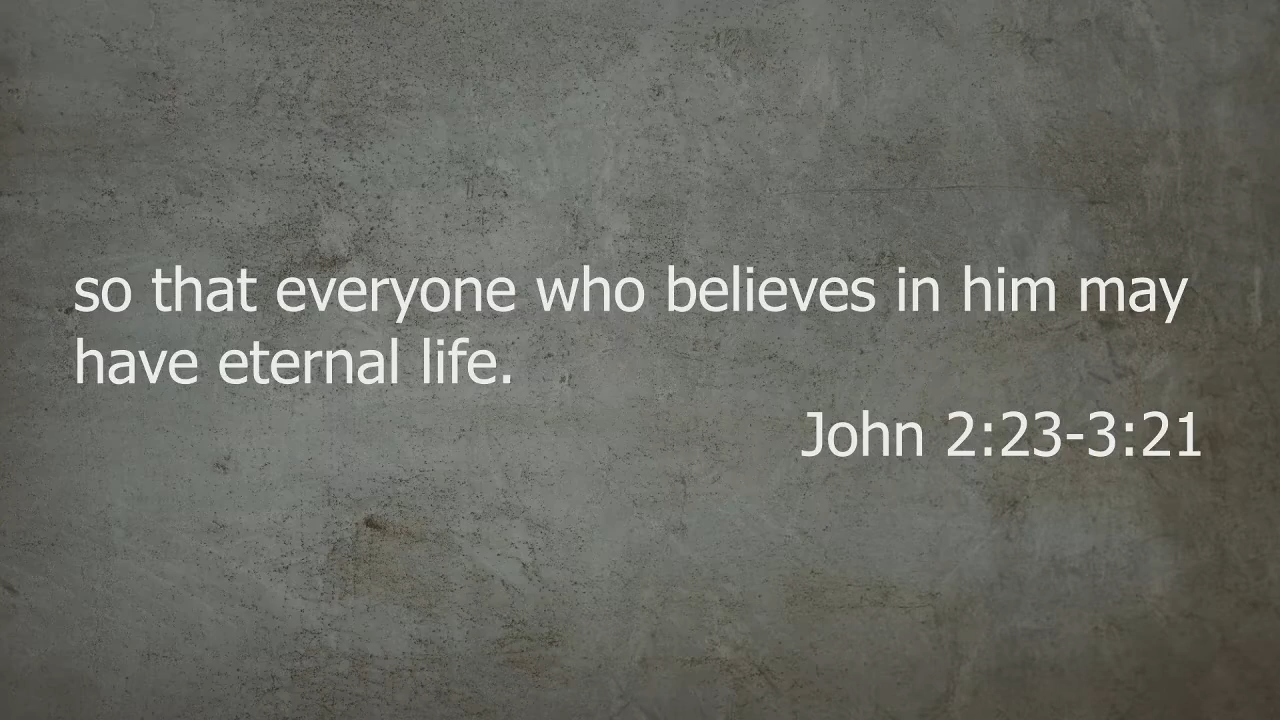 so that everyone who believes in him may
have eternal life.
John 2:23-3:21